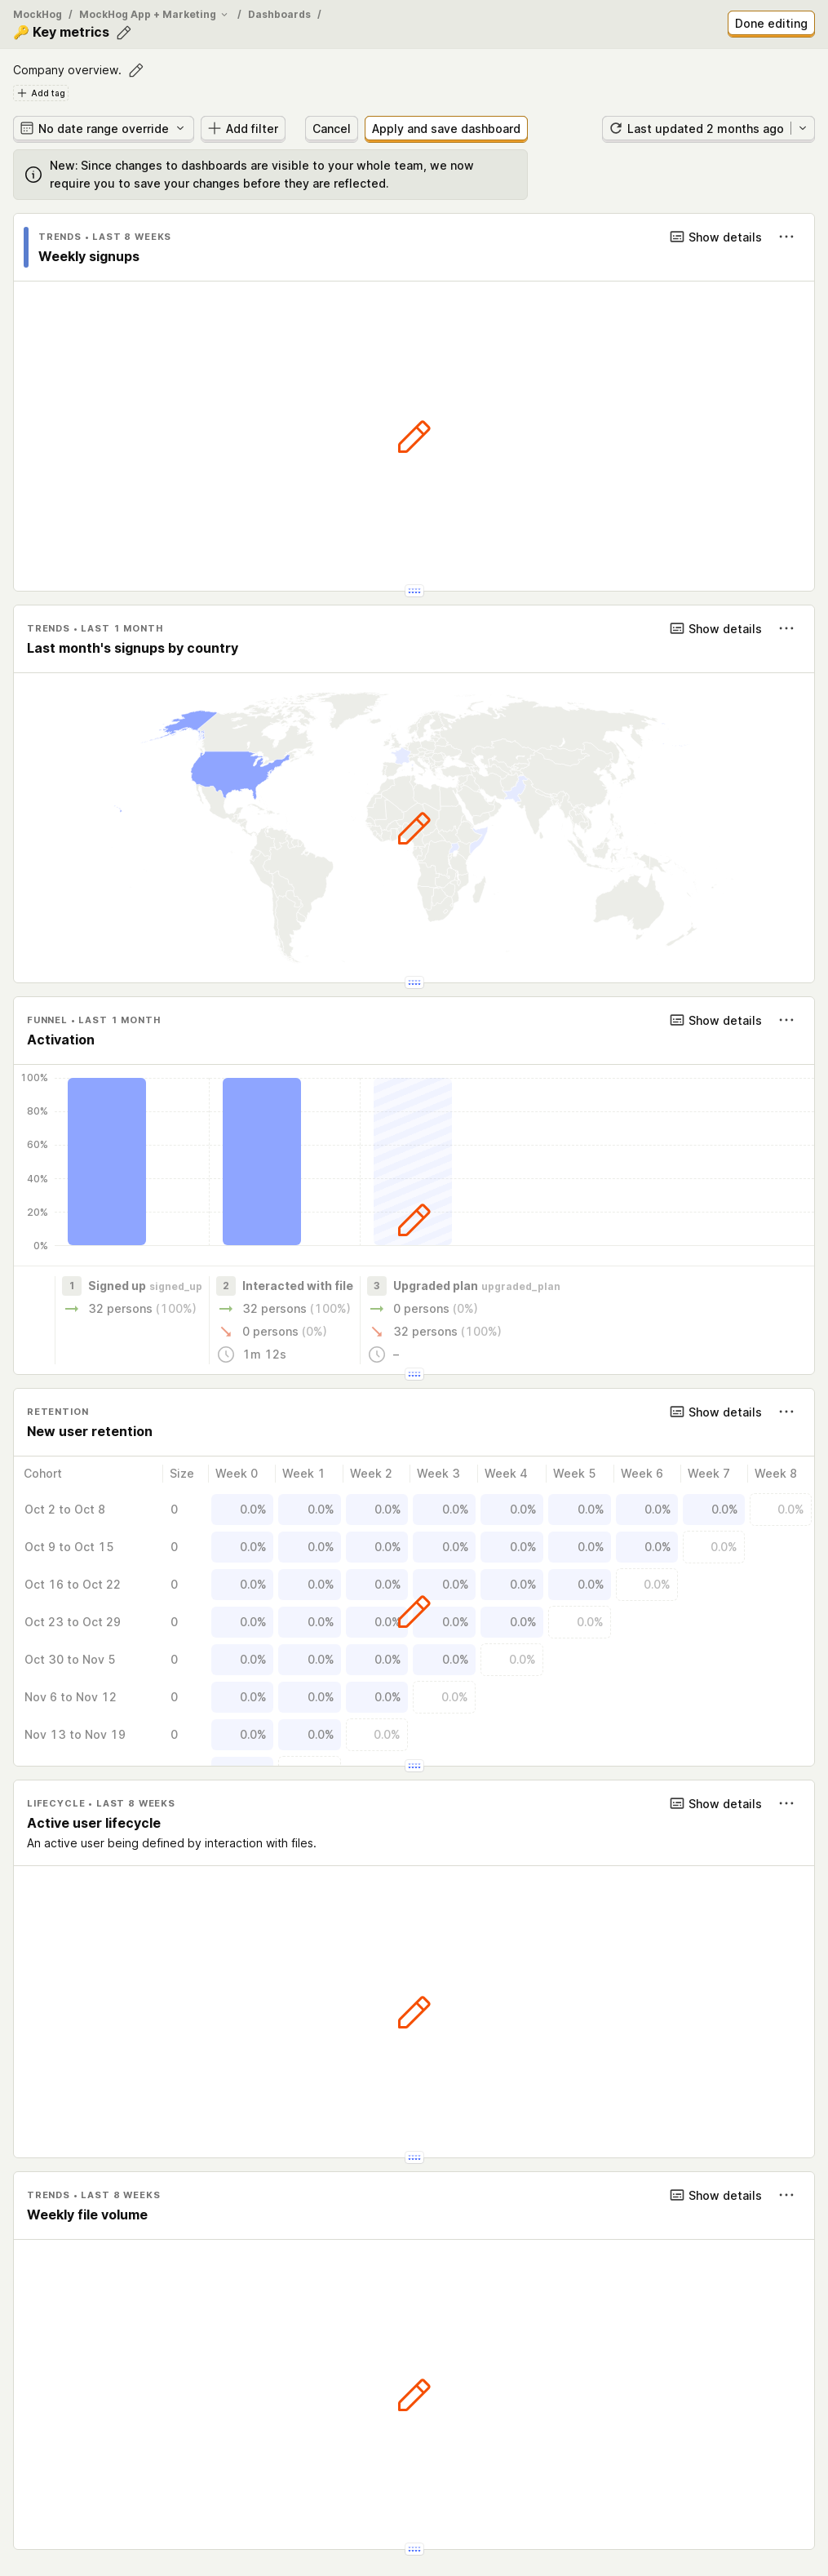 MockHog / MockHog App + Marketing / Dashboards /
🔑 Key metrics
Done editing
Company overview.
Add tag
No date range override
Add filter
Cancel
Apply and save dashboard
Last updated 2 months ago
New: Since changes to dashboards are visible to your whole team, we now
require you to save your changes before they are reflected.
TRENDS • LAST 8 WEEKS
Show details
Weekly signups
TRENDS • LAST 1 MONTH
Show details
Last month's signups by country
FUNNEL • LAST 1 MONTH
Show details
Activation
100%
80%
60%
40%
20%
0%
1 Signed up signed_up
32 persons (100%)
2 Interacted with file
32 persons (100%)
0 persons (0%)
1m 12s
3 Upgraded plan upgraded_plan
0 persons (0%)
32 persons (100%)
–
RETENTION
Show details
New user retention
Cohort Size Week 0 Week 1 Week 2 Week 3 Week 4 Week 5 Week 6 Week 7 Week 8
Oct 2 to Oct 8 0 0.0% 0.0% 0.0% 0.0% 0.0% 0.0% 0.0% 0.0% 0.0%
Oct 9 to Oct 15 0 0.0% 0.0% 0.0% 0.0% 0.0% 0.0% 0.0% 0.0%
Oct 16 to Oct 22 0 0.0% 0.0% 0.0% 0.0% 0.0% 0.0% 0.0%
Oct 23 to Oct 29 0 0.0% 0.0% 0.0% 0.0% 0.0% 0.0%
Oct 30 to Nov 5 0 0.0% 0.0% 0.0% 0.0% 0.0%
Nov 6 to Nov 12 0 0.0% 0.0% 0.0% 0.0%
Nov 13 to Nov 19 0 0.0% 0.0% 0.0%
LIFECYCLE • LAST 8 WEEKS
Show details
Active user lifecycle
An active user being defined by interaction with files.
TRENDS • LAST 8 WEEKS
Show details
Weekly file volume